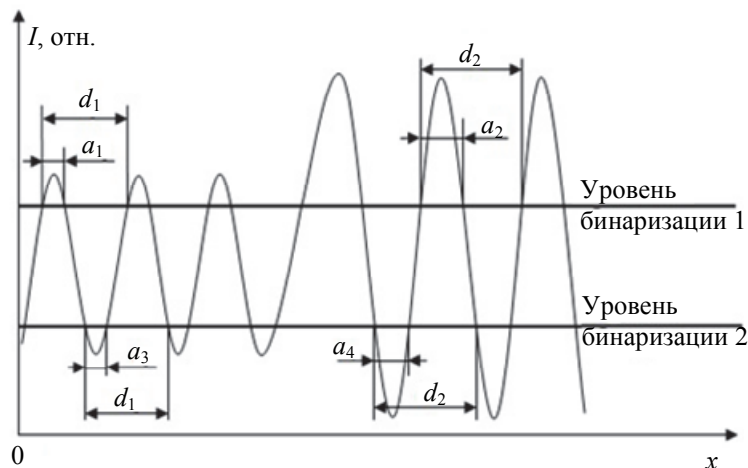 I, отн.
d₂
d₁
a₁
a₂
Уровень
бинаризации 1
Уровень
бинаризации 2
a₃
a₄
d₁
d₂
0
x